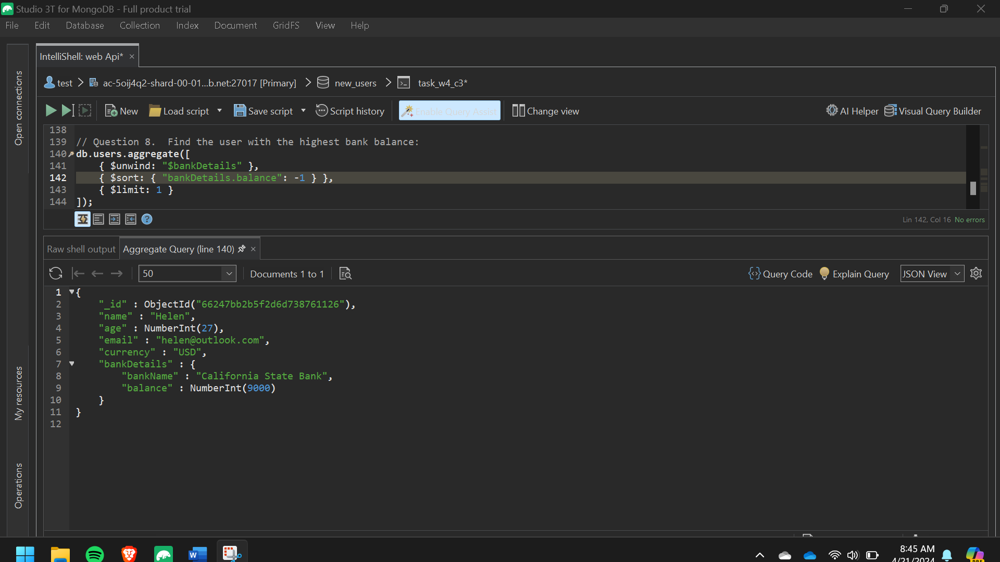 Studio 3T for MongoDB - Full product trial
File Edit Database Collection Index Document GridFS View Help
IntelliShell: web Api*
test ac-5oij4q2-shard-00-01...b.net:27017 [Primary] new_users task_w4_c3*
New Load script Save script Script history Enable Query Assist Change view AI Helper Visual Query Builder
138
139 // Question 8.  Find the user with the highest bank balance:
140 db.users.aggregate([
141     { $unwind: "$bankDetails" },
142     { $sort: { "bankDetails.balance": -1 } },
143     { $limit: 1 }
144 ]);
Lin 142, Col 16 No errors
Raw shell output Aggregate Query (line 140)
50 Documents 1 to 1 Query Code Explain Query JSON View
1 {
2     "_id" : ObjectId("66247bb2b5f2d6d738761126"),
3     "name" : "Helen",
4     "age" : NumberInt(27),
5     "email" : "helen@outlook.com",
6     "currency" : "USD",
7     "bankDetails" : {
8         "bankName" : "California State Bank",
9         "balance" : NumberInt(9000)
10     }
11 }
12
Open connections
My resources
Operations
8:45 AM
4/21/2024